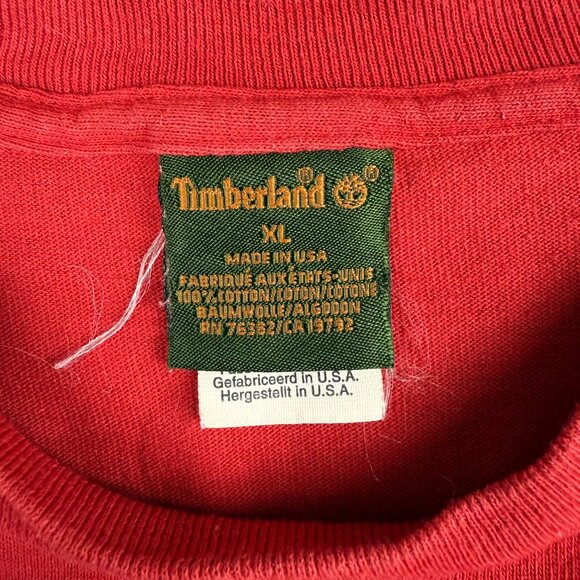 Timberland®
XL
MADE IN USA
FABRIQUÉ AUX ÉTATS-UNIS
100% COTTON/COTON/COTONE
BAUMWOLLE/ALGODON
RN 76382/CA 19792
Gefabriceerd in U.S.A.
Hergestellt in U.S.A.